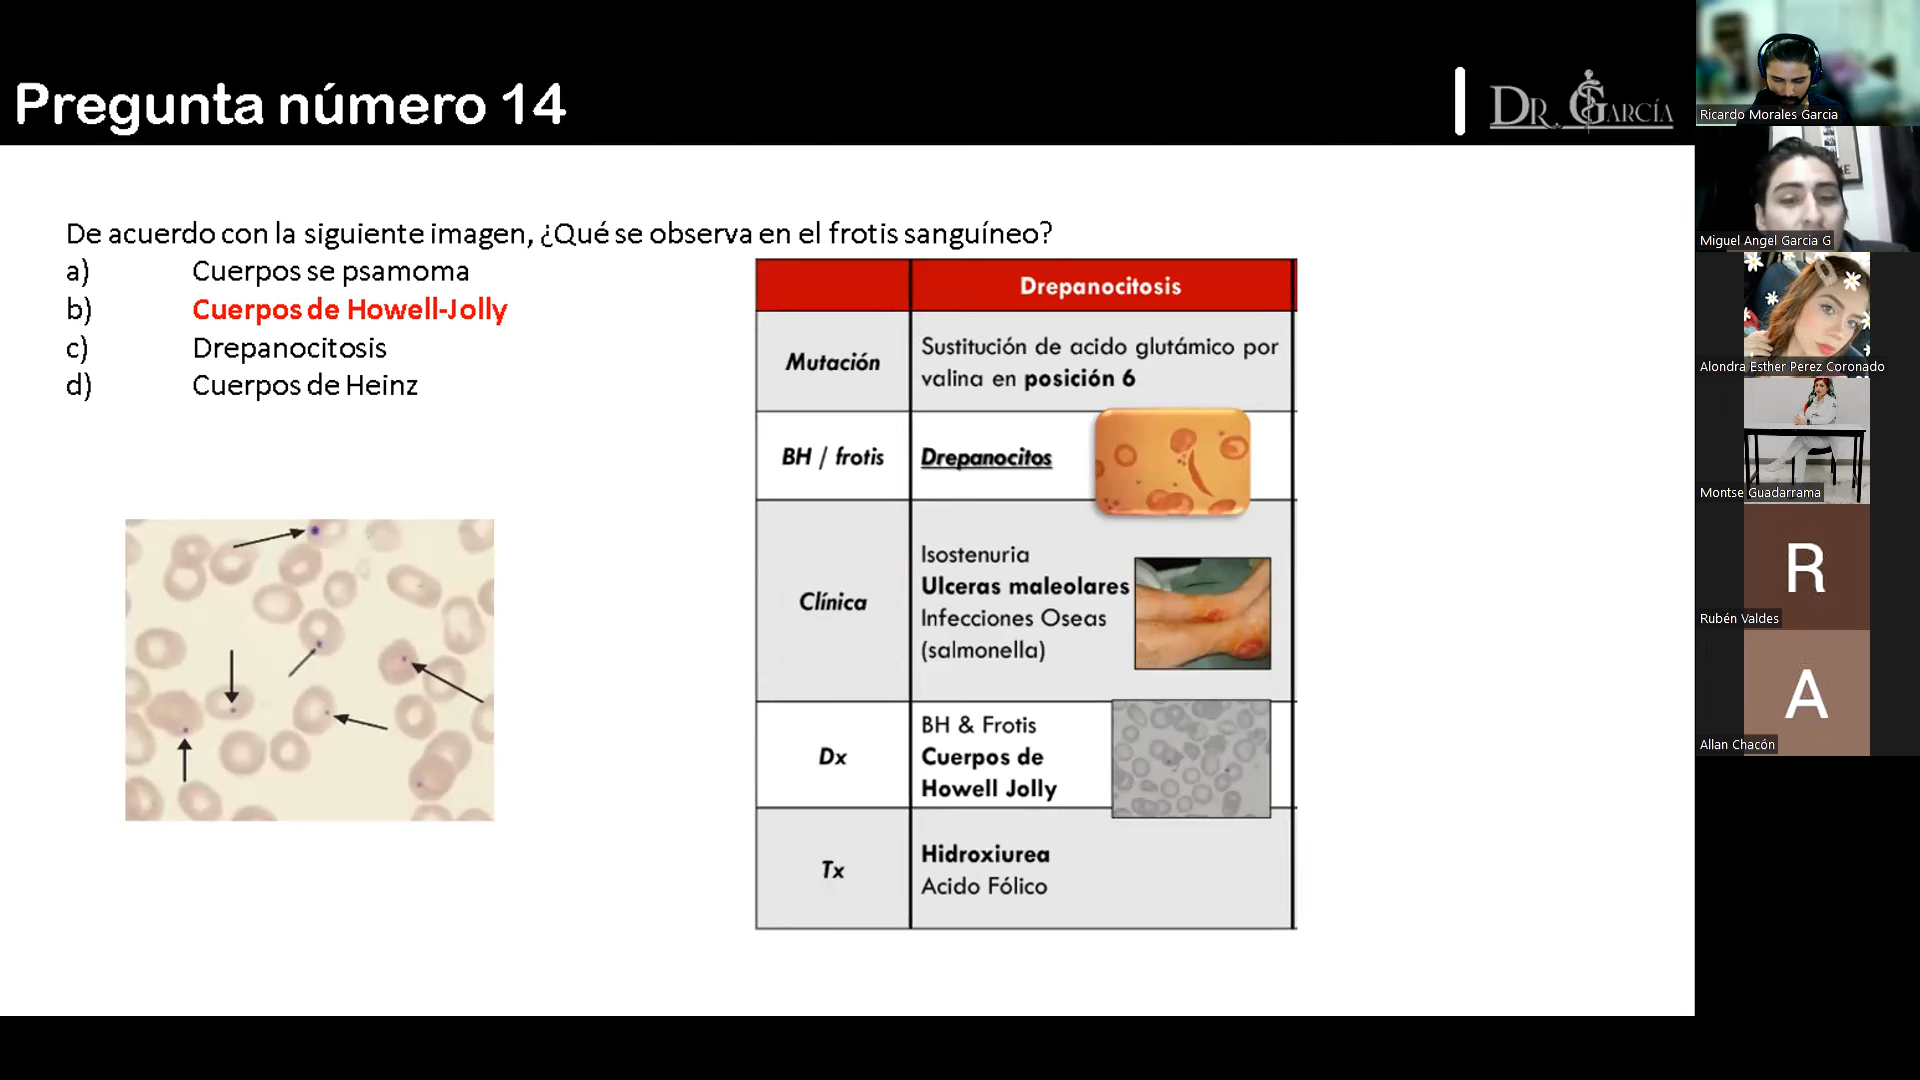 Pregunta número 14
DR. GARCÍA
De acuerdo con la siguiente imagen, ¿Qué se observa en el frotis sanguíneo?
a) Cuerpos se psamoma
b) Cuerpos de Howell-Jolly
c) Drepanocitosis
d) Cuerpos de Heinz
Drepanocitosis
Mutación
Sustitución de acido glutámico por
valina en posición 6
BH / frotis
Drepanocitos
Clínica
Isostenuria
Ulceras maleolares
Infecciones Oseas
(salmonella)
Dx
BH & Frotis
Cuerpos de
Howell Jolly
Tx
Hidroxiurea
Acido Fólico
Ricardo Morales Garcia
Miguel Angel Garcia G
Alondra Esther Perez Coronado
Montse Guadarrama
R
Rubén Valdes
A
Allan Chacón